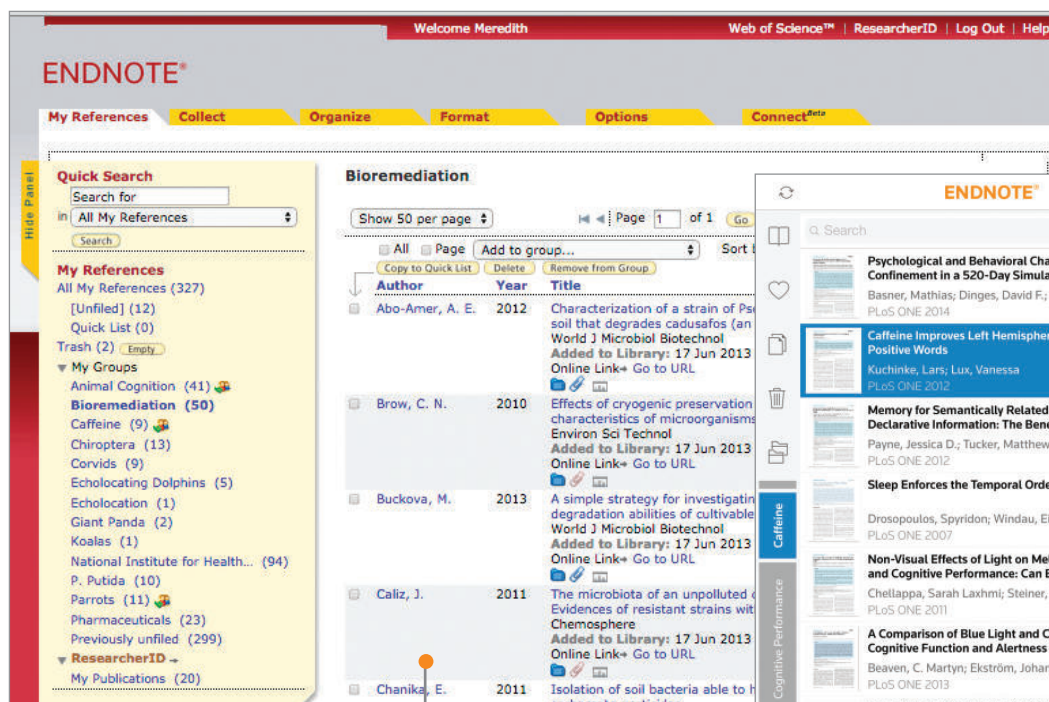 Welcome Meredith
Web of Science™ | ResearcherID | Log Out | Help
ENDNOTE®
My References Collect Organize Format Options Connect Beta
Hide Panel
Quick Search
Search for
in All My References
Search
My References
All My References (327)
[Unfiled] (12)
Quick List (0)
Trash (2) Empty
My Groups
Animal Cognition (41)
Bioremediation (50)
Caffeine (9)
Chiroptera (13)
Corvids (9)
Echolocating Dolphins (5)
Echolocation (1)
Giant Panda (2)
Koalas (1)
National Institute for Health... (94)
P. Putida (10)
Parrots (11)
Pharmaceuticals (23)
Previously unfiled (299)
ResearcherID
My Publications (20)
Bioremediation
Show 50 per page Page 1 of 1 Go
All Page Add to group... Sort
Copy to Quick List Delete Remove from Group
Author Year Title
Abo-Amer, A. E. 2012 Characterization of a strain of
soil that degrades cadusafos (an
World J Microbiol Biotechnol
Added to Library: 17 Jun 2013
Online Link→ Go to URL
Brow, C. N. 2010 Effects of cryogenic preservation
characteristics of microorganisms
Environ Sci Technol
Added to Library: 17 Jun 2013
Online Link→ Go to URL
Buckova, M. 2013 A simple strategy for investigatin
degradation abilities of cultivable
World J Microbiol Biotechnol
Added to Library: 17 Jun 2013
Online Link→ Go to URL
Caliz, J. 2011 The microbiota of an unpolluted
Evidences of resistant strains wit
Chemosphere
Added to Library: 17 Jun 2013
Online Link→ Go to URL
Chanika, E. 2011 Isolation of soil bacteria able to
ENDNOTE®
Search
Psychological and Behavioral Cha
Confinement in a 520-Day Simula
Basner, Mathias; Dinges, David F.;
PLoS ONE 2014
Caffeine Improves Left Hemispher
Positive Words
Kuchinke, Lars; Lux, Vanessa
PLoS ONE 2012
Memory for Semantically Related
Declarative Information: The Bene
Payne, Jessica D.; Tucker, Matthew
PLoS ONE 2012
Sleep Enforces the Temporal Orde
Drosopoulos, Spyridon; Windau, El
PLoS ONE 2007
Non-Visual Effects of Light on Mel
and Cognitive Performance: Can B
Chellappa, Sarah Laxhmi; Steiner,
PLoS ONE 2011
A Comparison of Blue Light and C
Cognitive Function and Alertness
Beaven, C. Martyn; Ekström, Johan
PLoS ONE 2013
Caffeine
Cognitive Performance